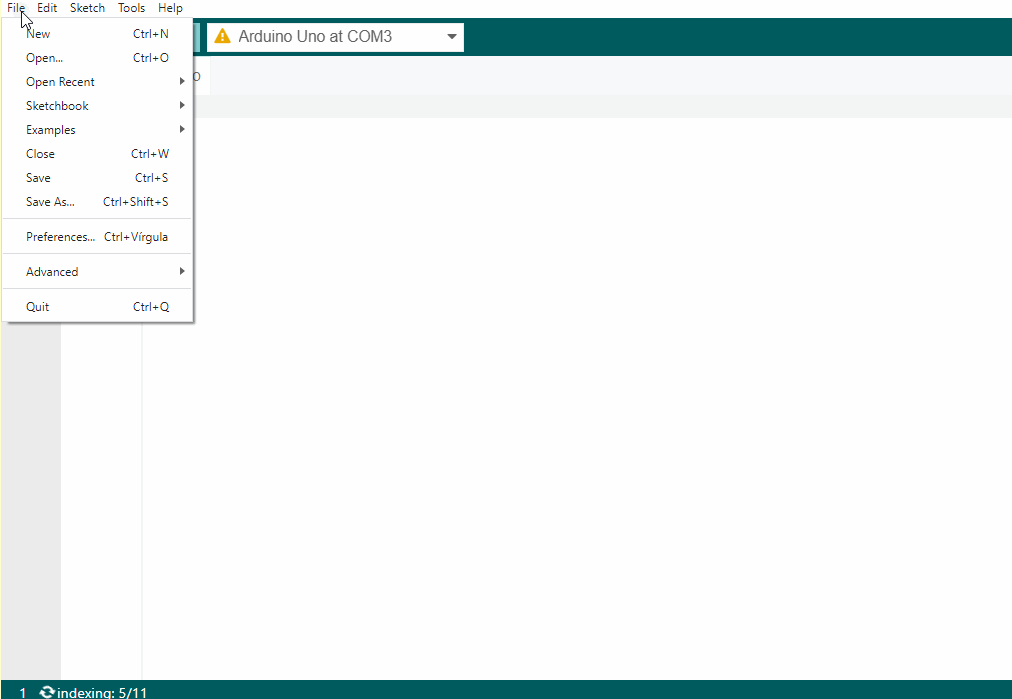 File Edit Sketch Tools Help
Arduino Uno at COM3
New Ctrl+N
Open... Ctrl+O
Open Recent
Sketchbook
Examples
Close Ctrl+W
Save Ctrl+S
Save As... Ctrl+Shift+S
Preferences... Ctrl+Vírgula
Advanced
Quit Ctrl+Q
1 indexing: 5/11